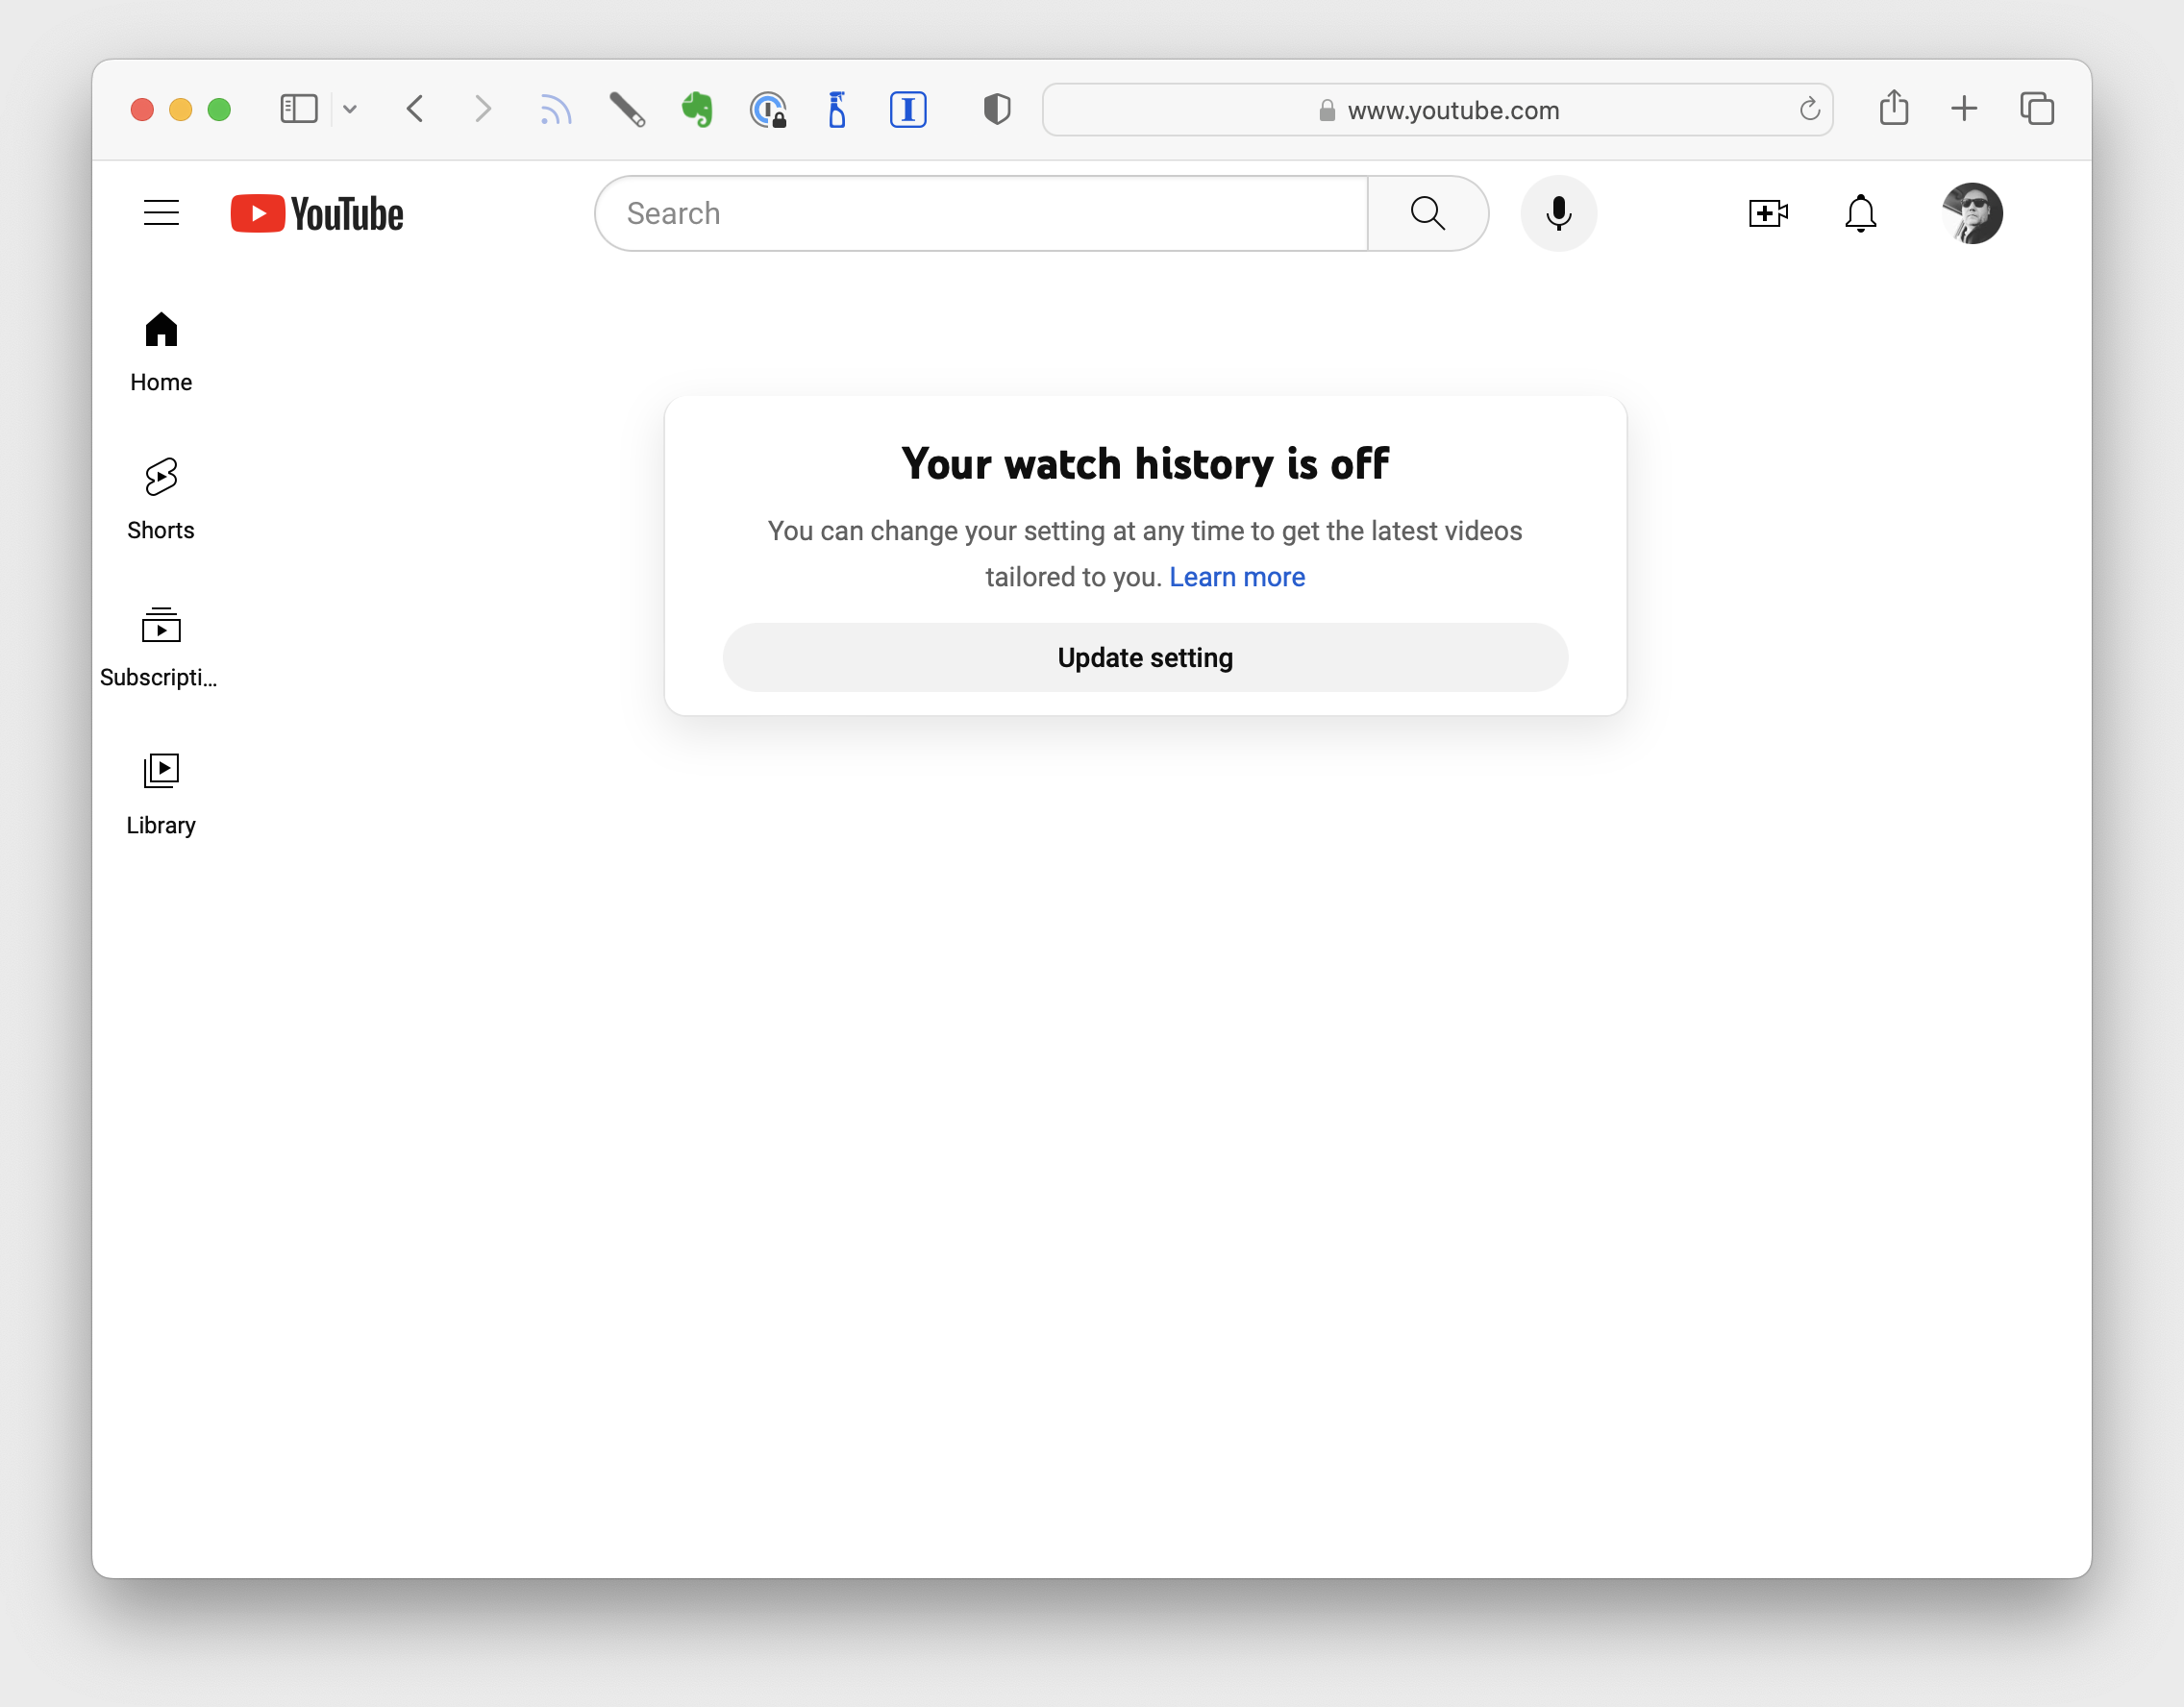 www.youtube.com
YouTube
Search
Home
Shorts
Subscripti...
Library
Your watch history is off
You can change your setting at any time to get the latest videos
tailored to you. Learn more
Update setting